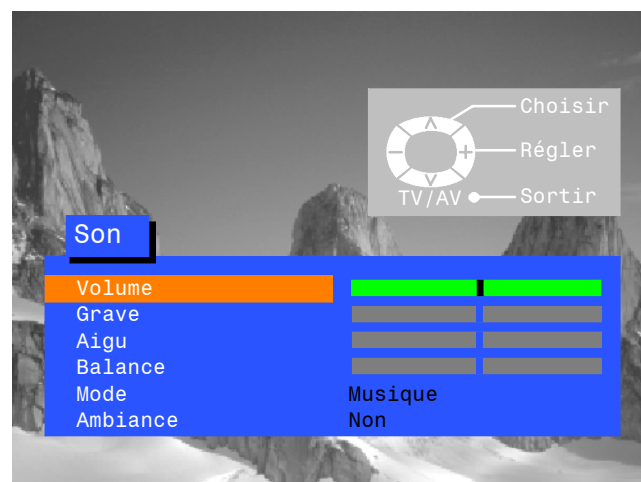 Choisir
Régler
TV/AV Sortir
Son
Volume
Grave
Aigu
Balance
Mode Musique
Ambiance Non